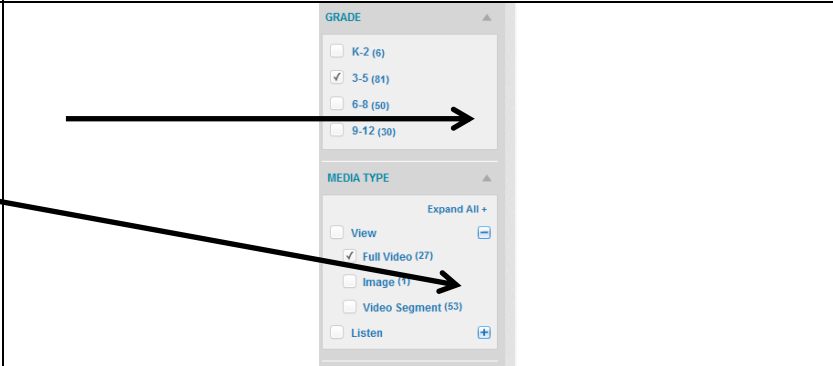 GRADE
K-2 (6)
3-5 (81)
6-8 (50)
9-12 (30)
MEDIA TYPE
Expand All +
View
Full Video (27)
Image (1)
Video Segment (53)
Listen